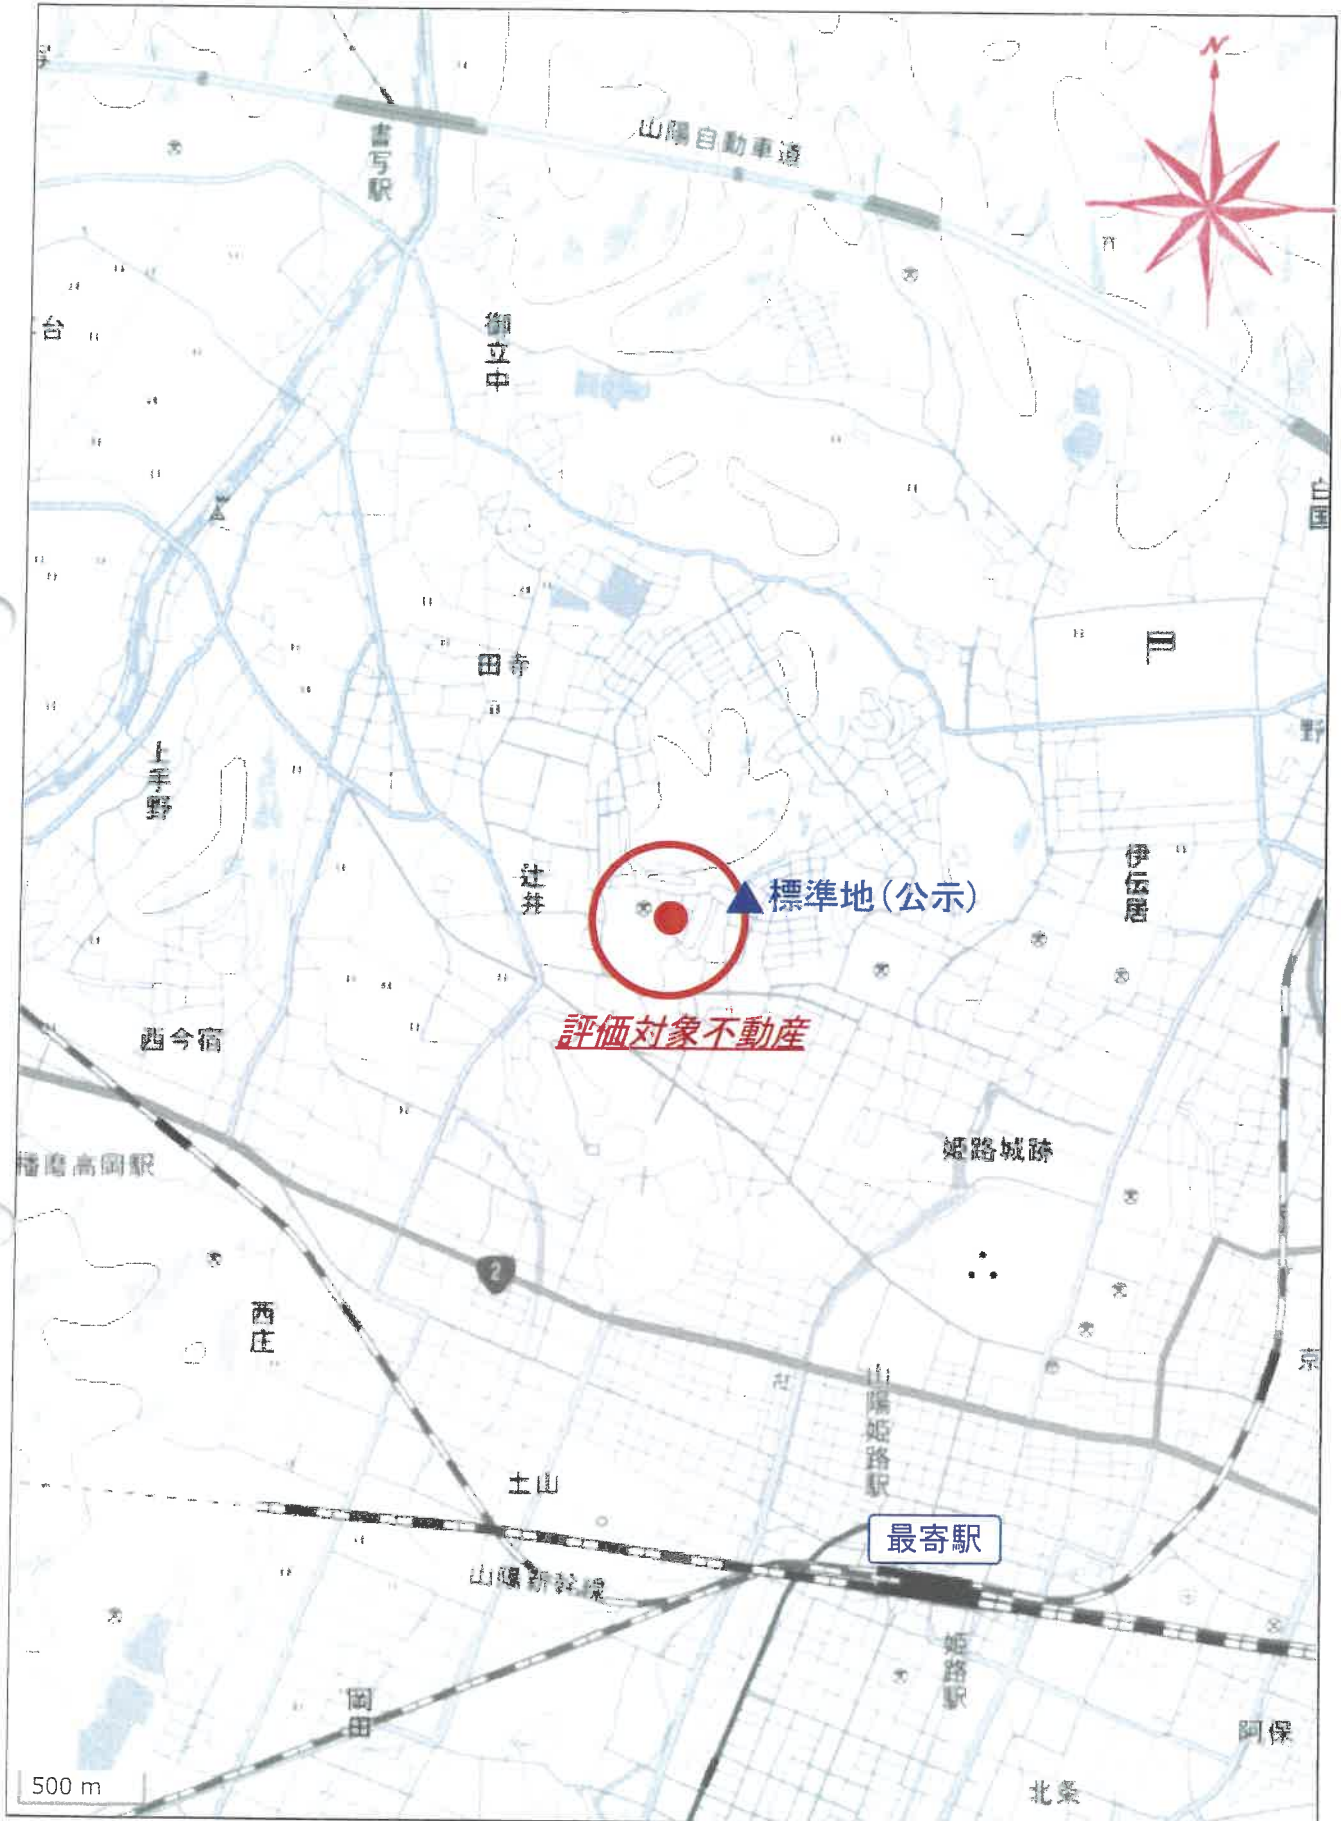 N
山陽自動車道
書写駅
台
御立中
白国
田寺
戸
野
上手野
辻井
伊伝居
標準地(公示)
評価対象不動産
西今宿
播磨高岡駅
姫路城跡
2
西庄
京
山陽姫路駅
土山
最寄駅
山陽新幹線
姫路駅
岡田
阿保
北条
500 m